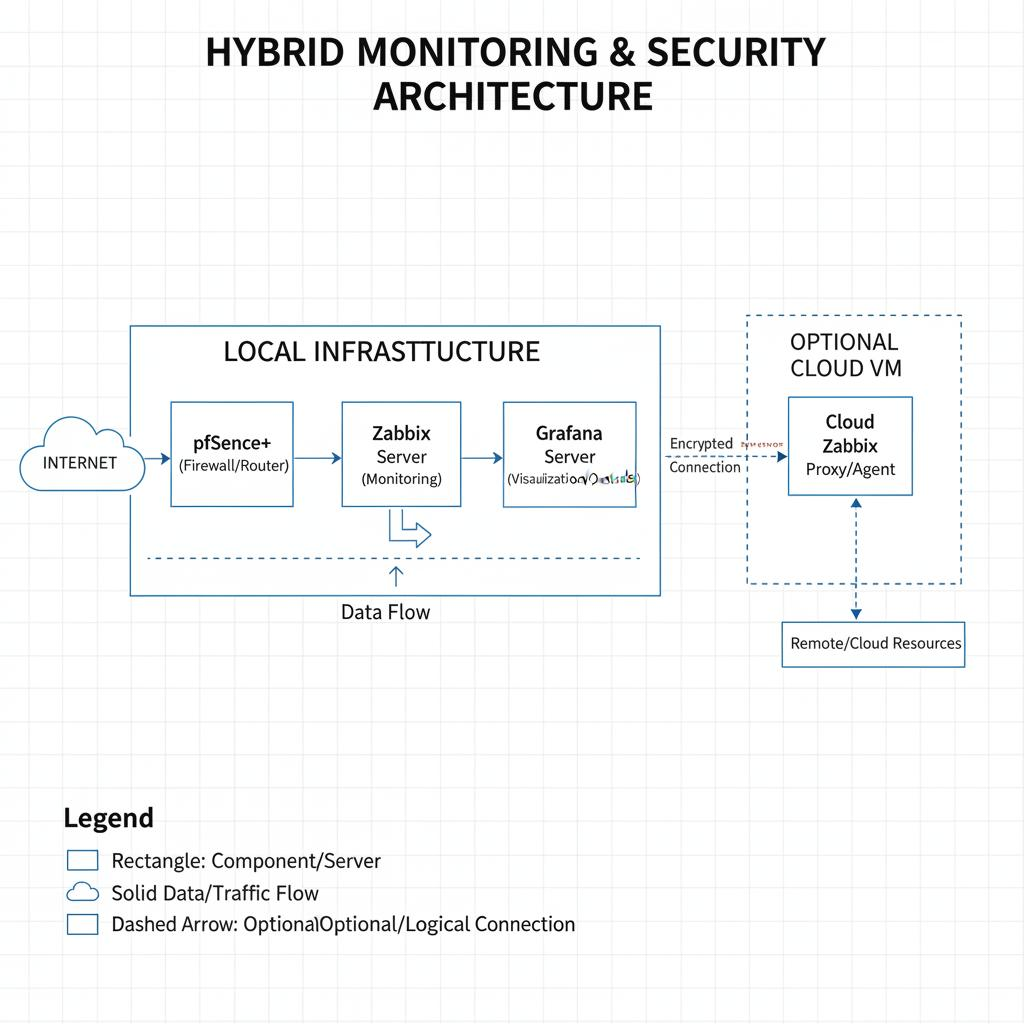 HYBRID MONITORING & SECURITY
ARCHITECTURE
LOCAL INFRASTTUCTURE
INTERNET
pfSence+
(Firewall/Router)
Zabbix
Server
(Monitoring)
Grafana
Server
Encrypted
Connection
OPTIONAL
CLOUD VM
Cloud
Zabbix
Proxy/Agent
Data Flow
Remote/Cloud Resources
Legend
Rectangle: Component/Server
Solid Data/Traffic Flow
Dashed Arrow: OptionalOptional/Logical Connection